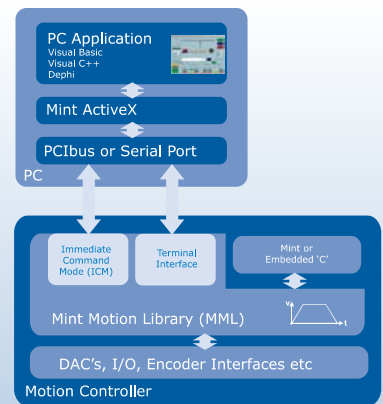 PC Application
Visual Basic
Visual C++
Dephi
Mint ActiveX
PCIbus or Serial Port
PC
Immediate
Command
Mode (ICM)
Terminal
Interface
Mint or
Embedded 'C'
Mint Motion Library (MML)
v
t
DAC's, I/O, Encoder Interfaces etc
Motion Controller